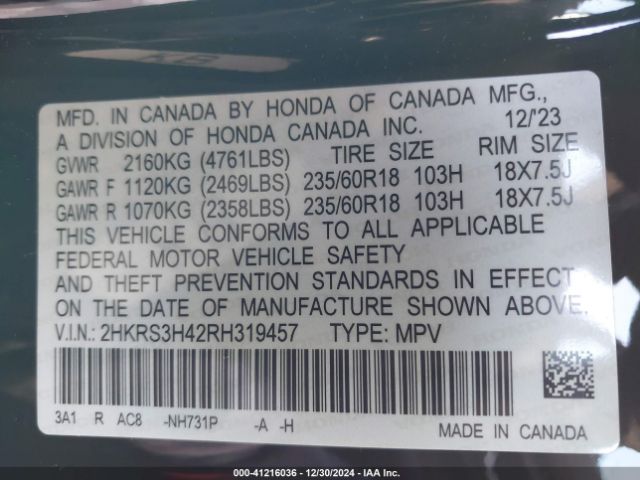 MFD. IN CANADA BY HONDA OF CANADA MFG.,
A DIVISION OF HONDA CANADA INC. 12/'23
GVWR 2160KG (4761LBS) TIRE SIZE RIM SIZE
GAWR F 1120KG (2469LBS) 235/60R18 103H 18X7.5J
GAWR R 1070KG (2358LBS) 235/60R18 103H 18X7.5J
THIS VEHICLE CONFORMS TO ALL APPLICABLE
FEDERAL MOTOR VEHICLE SAFETY
AND THEFT PREVENTION STANDARDS IN EFFECT
ON THE DATE OF MANUFACTURE SHOWN ABOVE.
V.I.N.: 2HKRS3H42RH319457 TYPE: MPV
3A1 R AC8 -NH731P -A -H
MADE IN CANADA
000-41216036 - 12/30/2024 - IAA Inc.